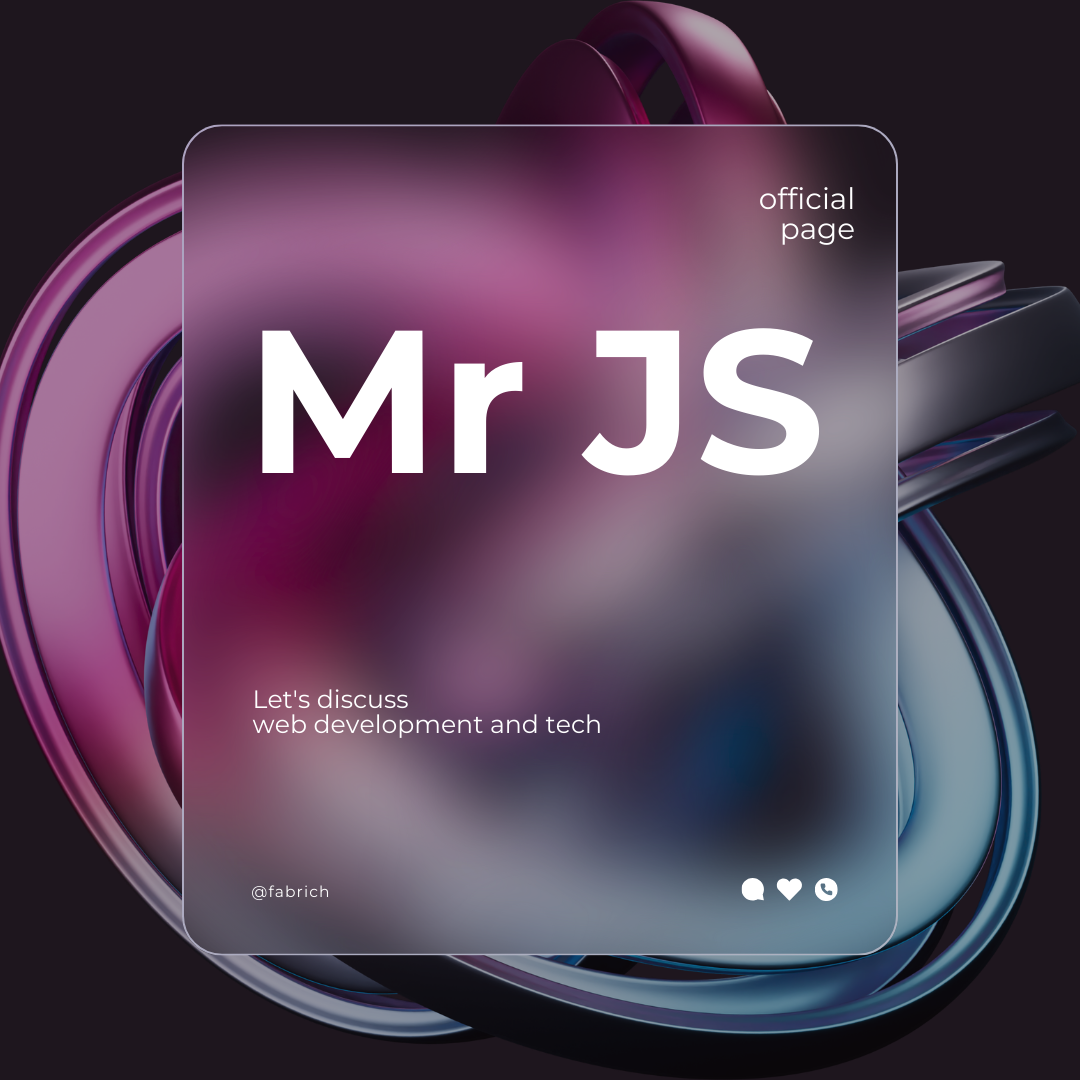 official
page
Mr JS
Let's discuss
web development and tech
@fabrich